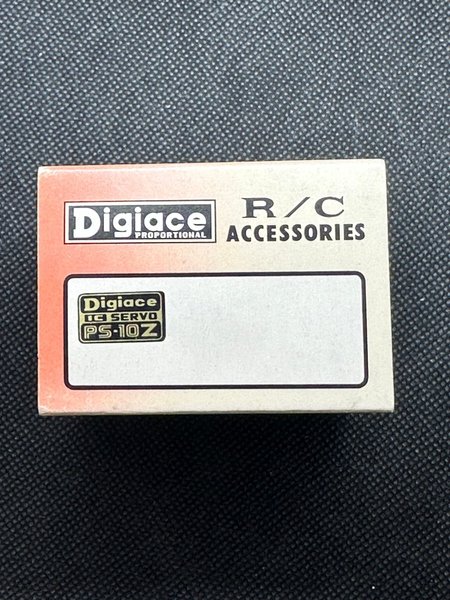 Digiace
PROPORTIONAL
R/C
ACCESSORIES
Digiace
IC SERVO
PS-10Z